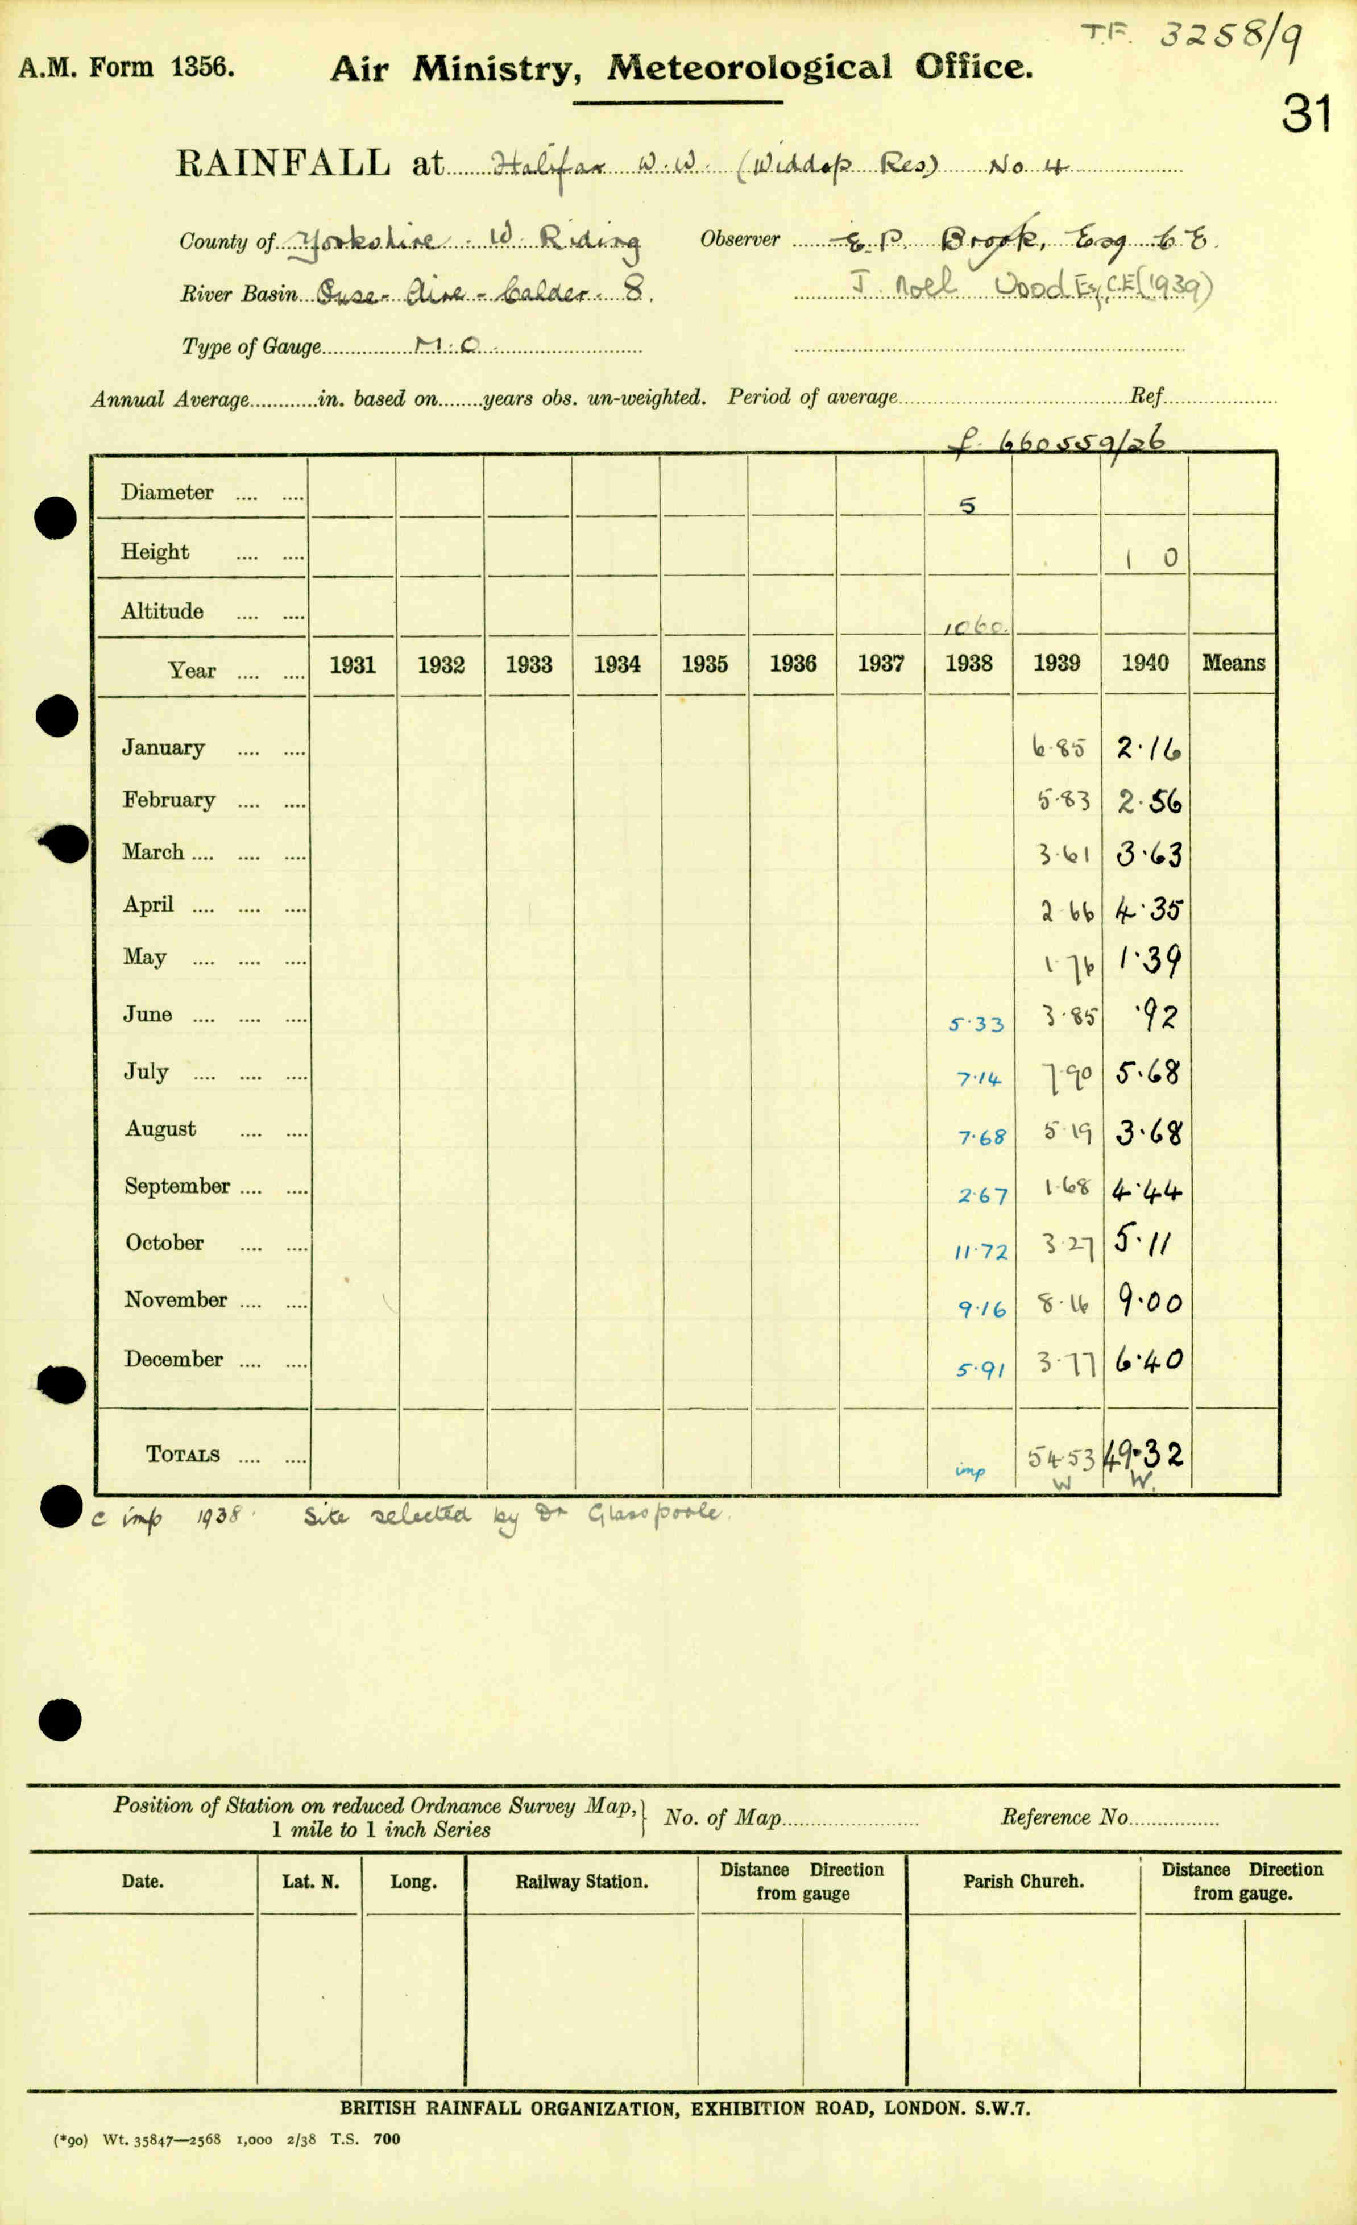 T.F. 3258/9
A.M. Form 1356. Air Ministry, Meteorological Office.
31
RAINFALL at Halifax W.W. (Widdop Res) No 4
County of Yorkshire - W. Riding Observer E.P. Brook, Esq C E.
River Basin Ouse - Aire - Calder - 8. J. Noel Wood Esq, C.E. (1939)
Type of Gauge M.O.
Annual Average in. based on years obs. un-weighted. Period of average Ref
f. 660559/26
Diameter .... .... 5
Height .... .... 1 0
Altitude .... .... 1060.
Year .... .... 1931 1932 1933 1934 1935 1936 1937 1938 1939 1940 Means
January .... .... 6.85 2.16
February .... .... 5.83 2.56
March .... .... .... 3.61 3.63
April .... .... .... 2.66 4.35
May .... .... .... 1.76 1.39
June .... .... .... 5.33 3.85 .92
July .... .... .... 7.14 7.90 5.68
August .... .... 7.68 5.19 3.68
September .... .... 2.67 1.68 4.44
October .... .... 11.72 3.27 5.11
November .... .... 9.16 8.16 9.00
December .... .... 5.91 3.77 6.40
TOTALS .... .... imp 54.53 49.32
W W.
c imp 1938. Site selected by Dr Glasspoole.
Position of Station on reduced Ordnance Survey Map, } No. of Map Reference No.
1 mile to 1 inch Series
Date. Lat. N. Long. Railway Station. Distance Direction from gauge Parish Church. Distance Direction from gauge.
BRITISH RAINFALL ORGANIZATION, EXHIBITION ROAD, LONDON. S.W.7.
(*90) Wt. 35847—2568 1,000 2/38 T.S. 700